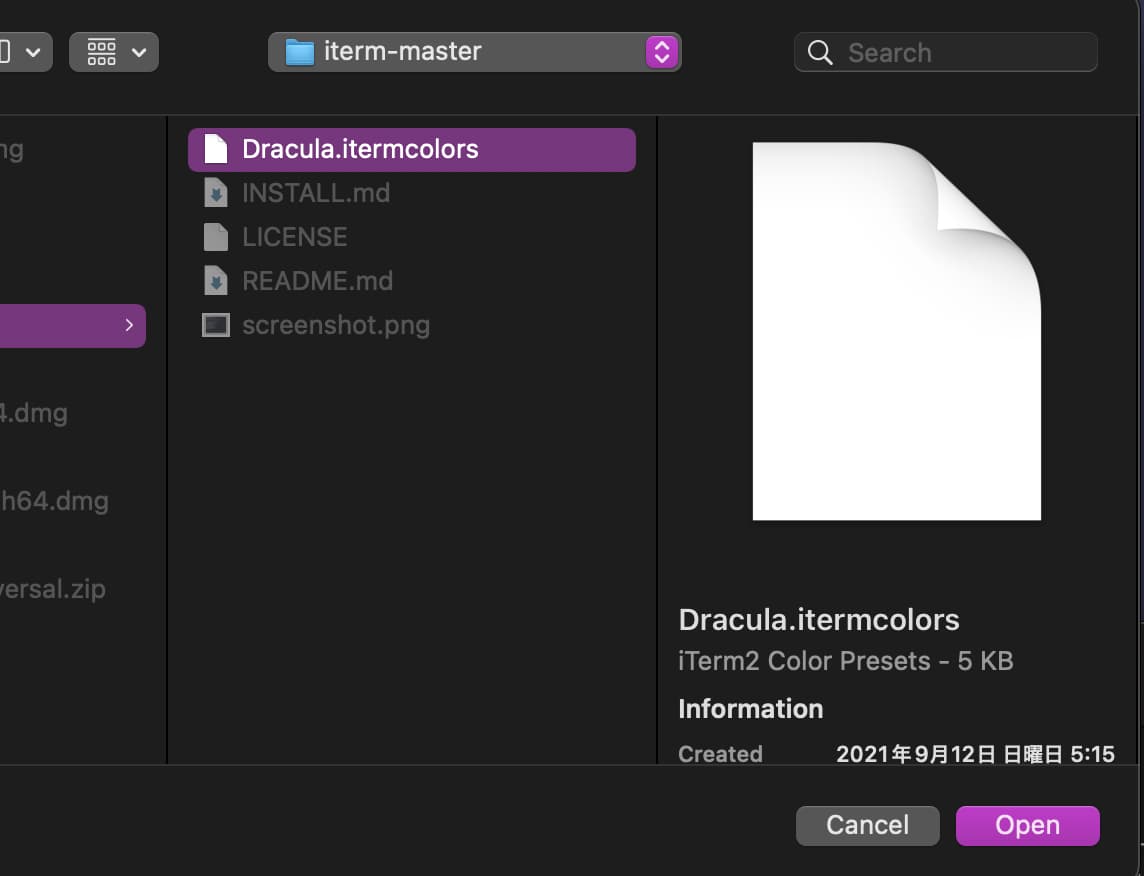 iterm-master
Search
ng
4.dmg
h64.dmg
versal.zip
Dracula.itermcolors
INSTALL.md
LICENSE
README.md
screenshot.png
Dracula.itermcolors
iTerm2 Color Presets - 5 KB
Information
Created 2021年9月12日 日曜日 5:15
Cancel
Open